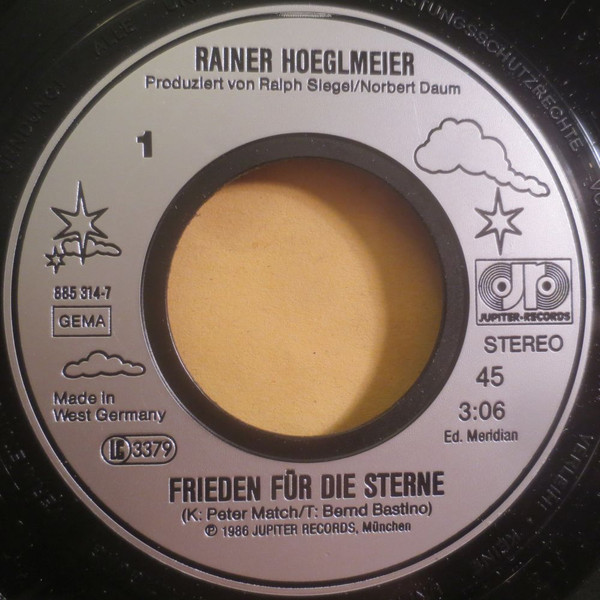 RAINER HOEGLMEIER
Produziert von Ralph Siegel/Norbert Daum
1
885 314-7
GEMA
Made in
West Germany
LC 3379
JR
JUPITER-RECORDS
STEREO
45
3:06
Ed. Meridian
FRIEDEN FÜR DIE STERNE
(K: Peter Match/T: Bernd Bastino)
℗ 1986 JUPITER RECORDS, München